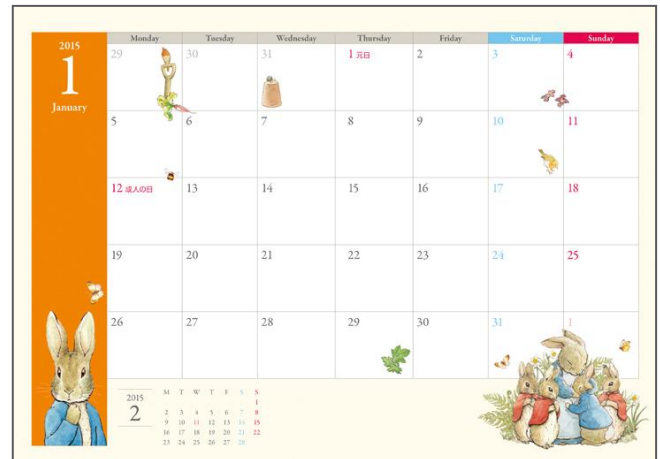 2015
1
January
Monday Tuesday Wednesday Thursday Friday Saturday Sunday
29 30 31 1 元日 2 3 4
5 6 7 8 9 10 11
12 成人の日 13 14 15 16 17 18
19 20 21 22 23 24 25
26 27 28 29 30 31 1
2015
2
M T W T F S S
1
2 3 4 5 6 7 8
9 10 11 12 13 14 15
16 17 18 19 20 21 22
23 24 25 26 27 28